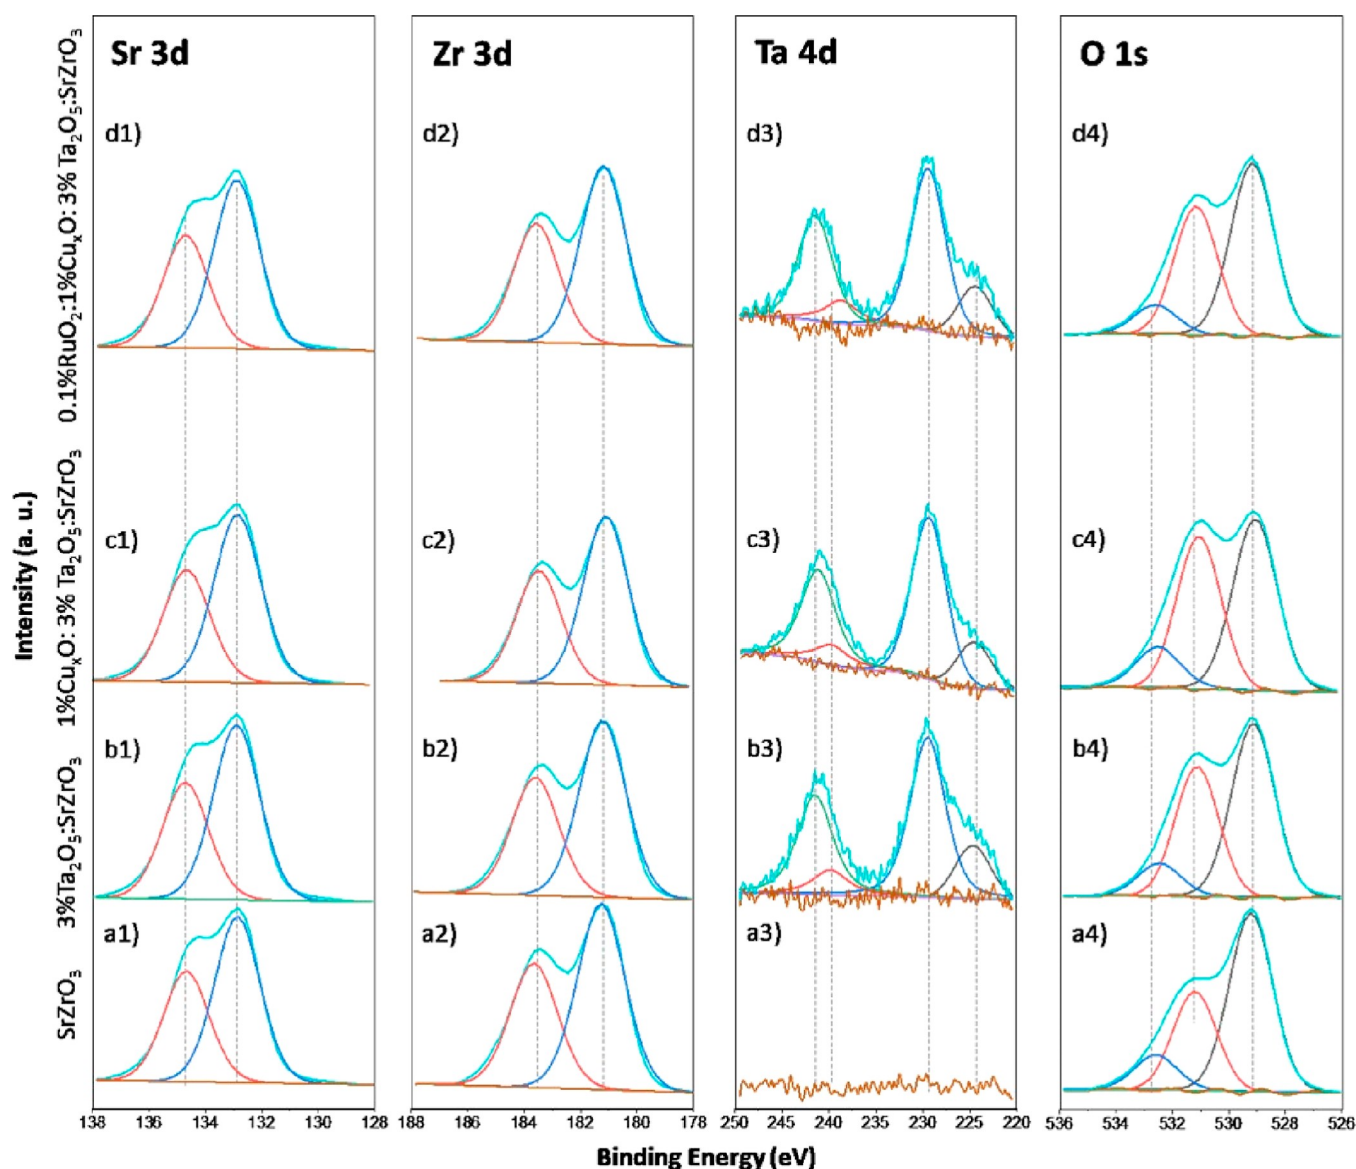 Sr 3d
Zr 3d
Ta 4d
O 1s
0.1%RuO₂:1%CuₓO: 3% Ta₂O₅:SrZrO₃
d1)
d2)
d3)
d4)
1%CuₓO: 3% Ta₂O₅:SrZrO₃
c1)
c2)
c3)
c4)
Intensity (a. u.)
3%Ta₂O₅:SrZrO₃
b1)
b2)
b3)
b4)
SrZrO₃
a1)
a2)
a3)
a4)
138 136 134 132 130 128
188 186 184 182 180 178
250 245 240 235 230 225 220
536 534 532 530 528 526
Binding Energy (eV)